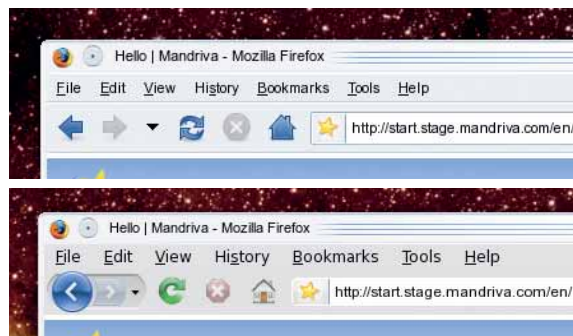 Hello | Mandriva - Mozilla Firefox
File Edit View History Bookmarks Tools Help
http://start.stage.mandriva.com/en/
Hello | Mandriva - Mozilla Firefox
File Edit View History Bookmarks Tools Help
http://start.stage.mandriva.com/en/